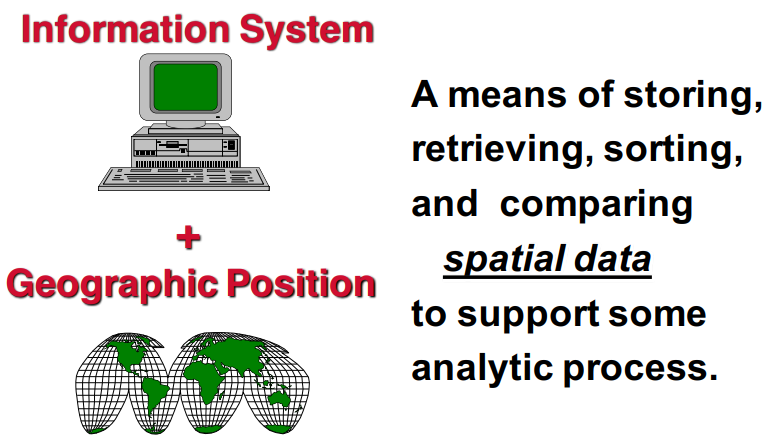 Information System
+
Geographic Position
A means of storing,
retrieving, sorting,
and comparing
spatial data
to support some
analytic process.